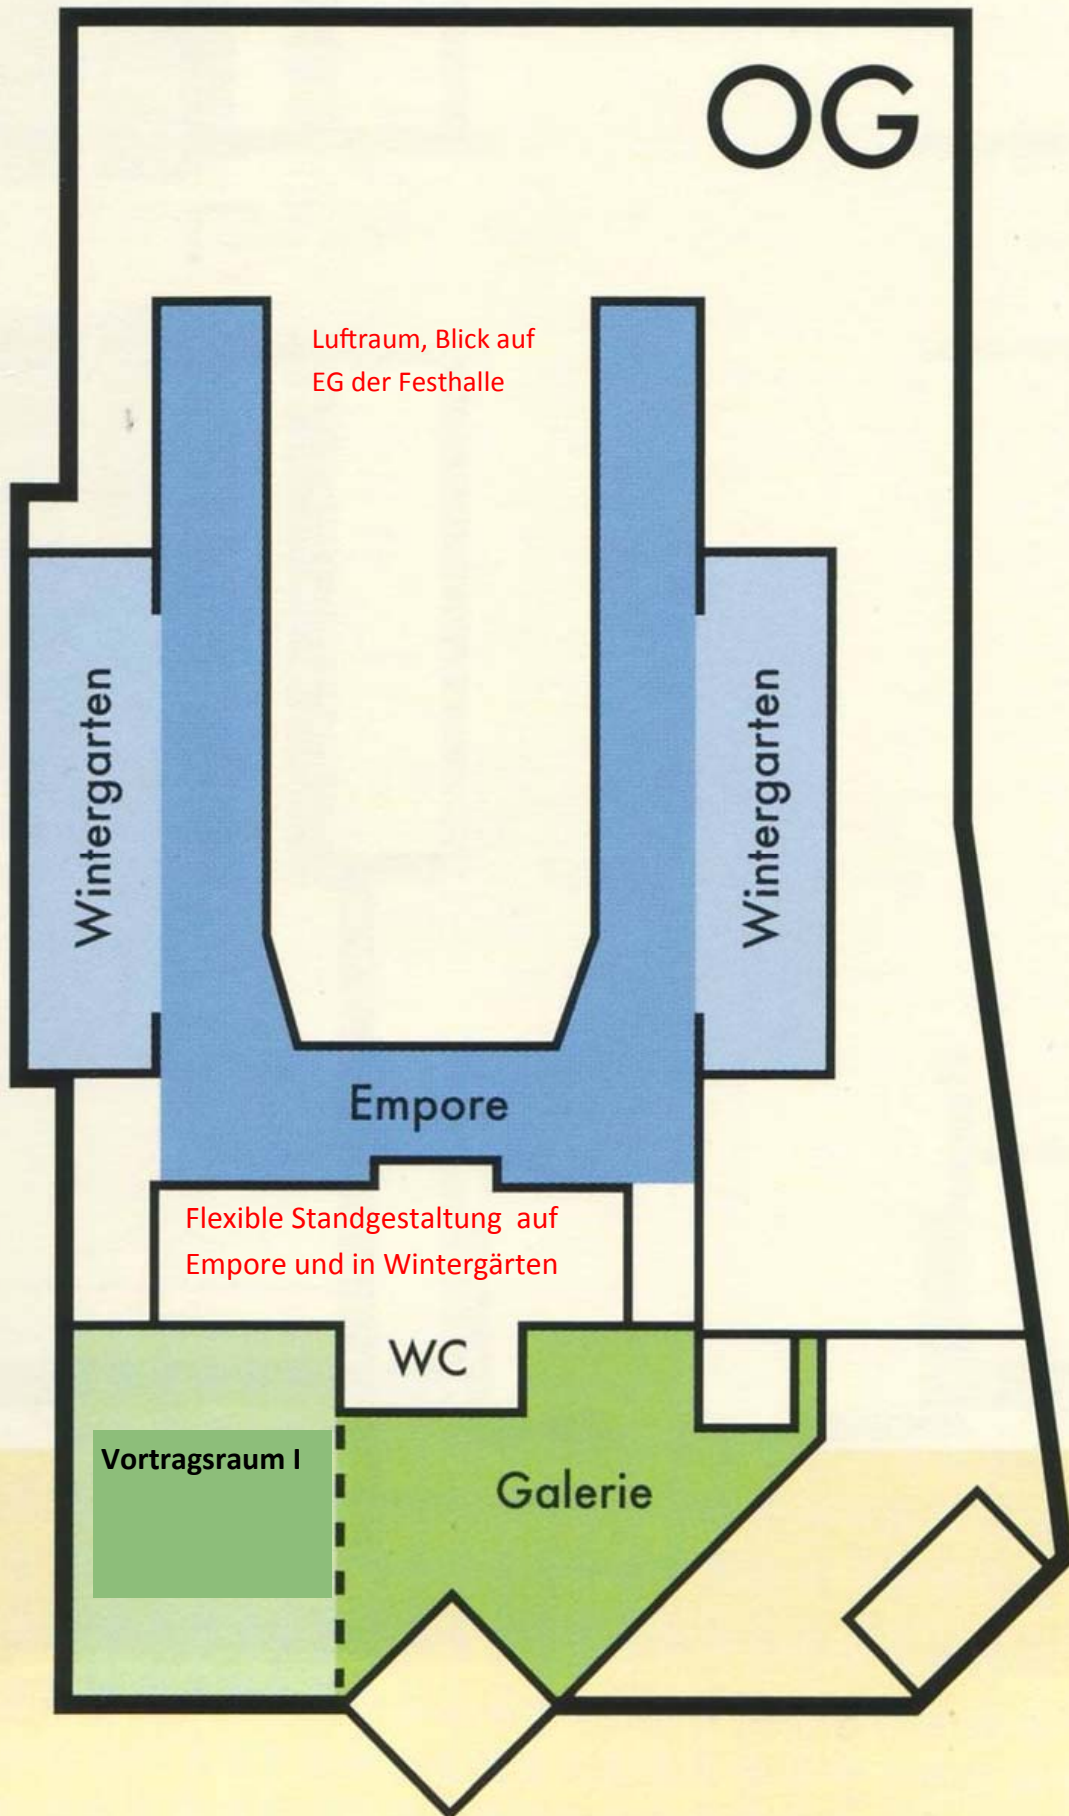 OG
Luftraum, Blick auf
EG der Festhalle
Wintergarten
Wintergarten
Empore
Flexible Standgestaltung auf
Empore und in Wintergärten
WC
Vortragsraum I
Galerie